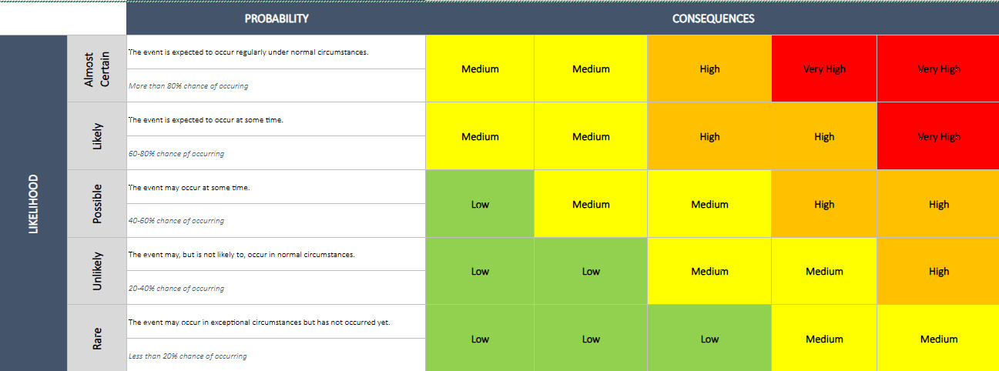 PROBABILITY
CONSEQUENCES
LIKELIHOOD
Almost
Certain
The event is expected to occur regularly under normal circumstances.
More than 80% chance of occuring
Medium
Medium
High
Very High
Very High
Likely
The event is expected to occur at some time.
60-80% chance pf occurring
Medium
Medium
High
High
Very High
Possible
The event may occur at some time.
40-60% chance of occurring
Low
Medium
Medium
High
High
Unlikely
The event may, but is not likely to, occur in normal circumstances.
20-40% chance of occurring
Low
Low
Medium
Medium
High
Rare
The event may occur in exceptional circumstances but has not occurred yet.
Less than 20% chance of occurring
Low
Low
Low
Medium
Medium